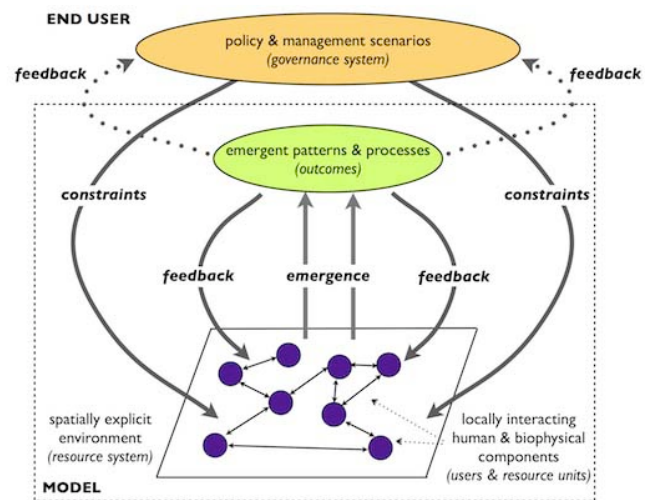 END USER
policy & management scenarios
(governance system)
feedback
feedback
emergent patterns & processes
(outcomes)
constraints
constraints
feedback
emergence
feedback
spatially explicit
environment
(resource system)
locally interacting
human & biophysical
components
(users & resource units)
MODEL